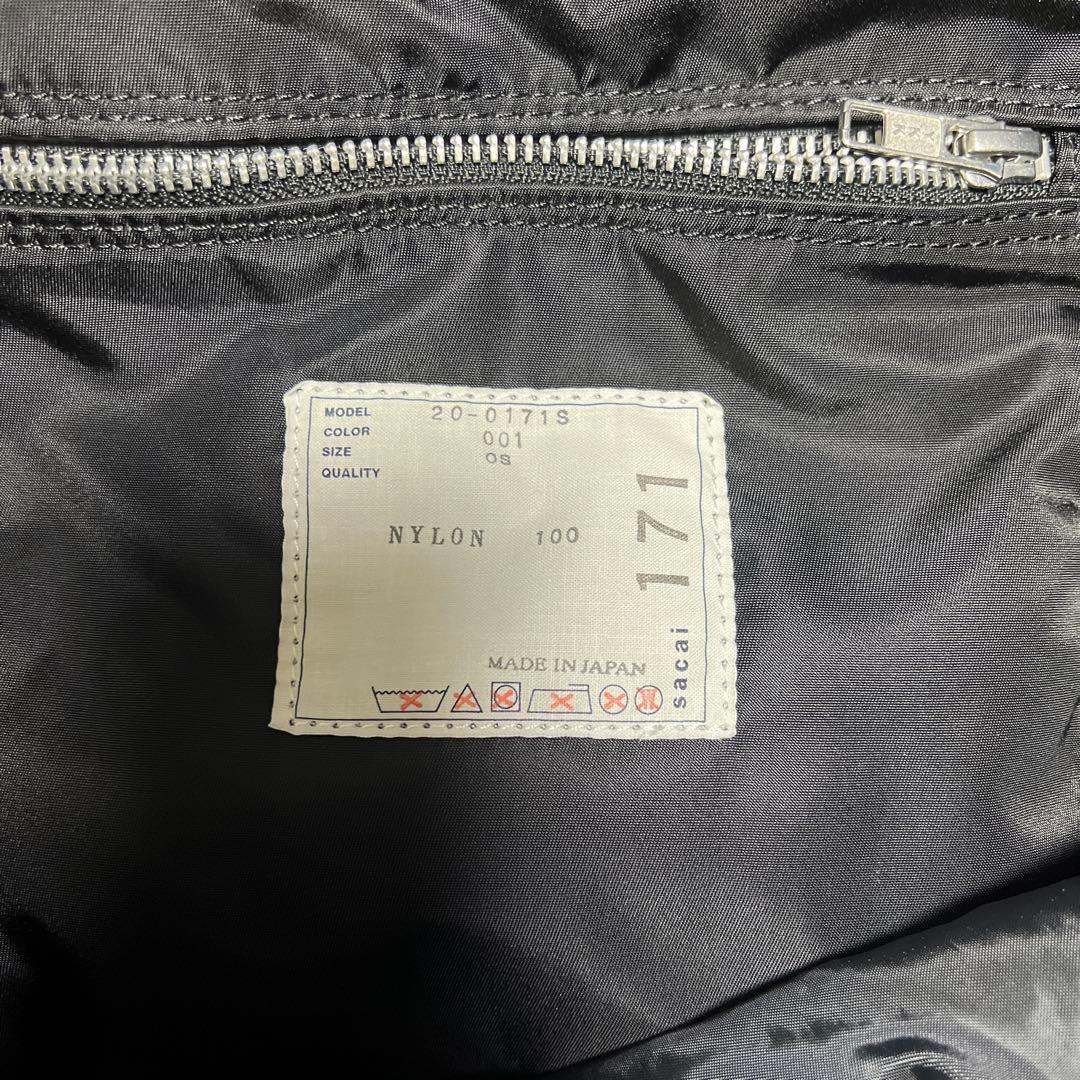 MODEL 20-0171S
COLOR 001
SIZE OS
QUALITY
NYLON 100
171
sacai
MADE IN JAPAN